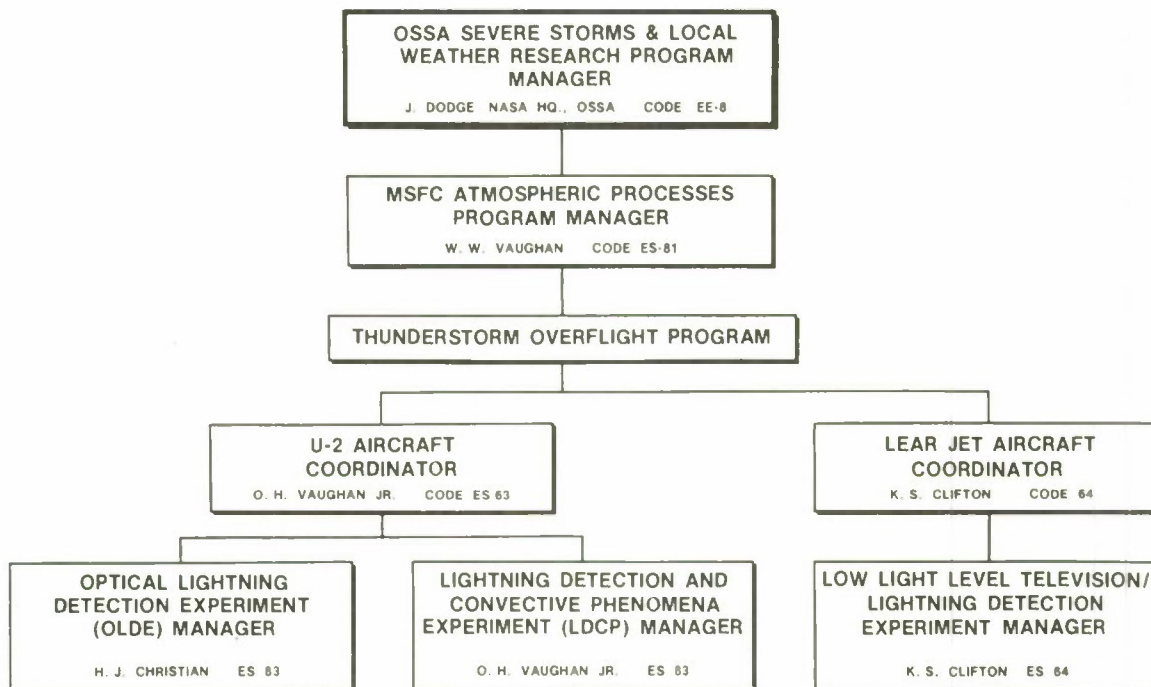 OSSA SEVERE STORMS & LOCAL
WEATHER RESEARCH PROGRAM
MANAGER
J. DODGE NASA HQ., OSSA CODE EE-8
MSFC ATMOSPHERIC PROCESSES
PROGRAM MANAGER
W. W. VAUGHAN CODE ES-81
THUNDERSTORM OVERFLIGHT PROGRAM
U-2 AIRCRAFT
COORDINATOR
O. H. VAUGHAN JR. CODE ES 63
LEAR JET AIRCRAFT
COORDINATOR
K. S. CLIFTON CODE 64
OPTICAL LIGHTNING
DETECTION EXPERIMENT
(OLDE) MANAGER
H. J. CHRISTIAN ES 63
LIGHTNING DETECTION AND
CONVECTIVE PHENOMENA
EXPERIMENT (LDCP) MANAGER
O. H. VAUGHAN JR. ES 63
LOW LIGHT LEVEL TELEVISION/
LIGHTNING DETECTION
EXPERIMENT MANAGER
K. S. CLIFTON ES 64